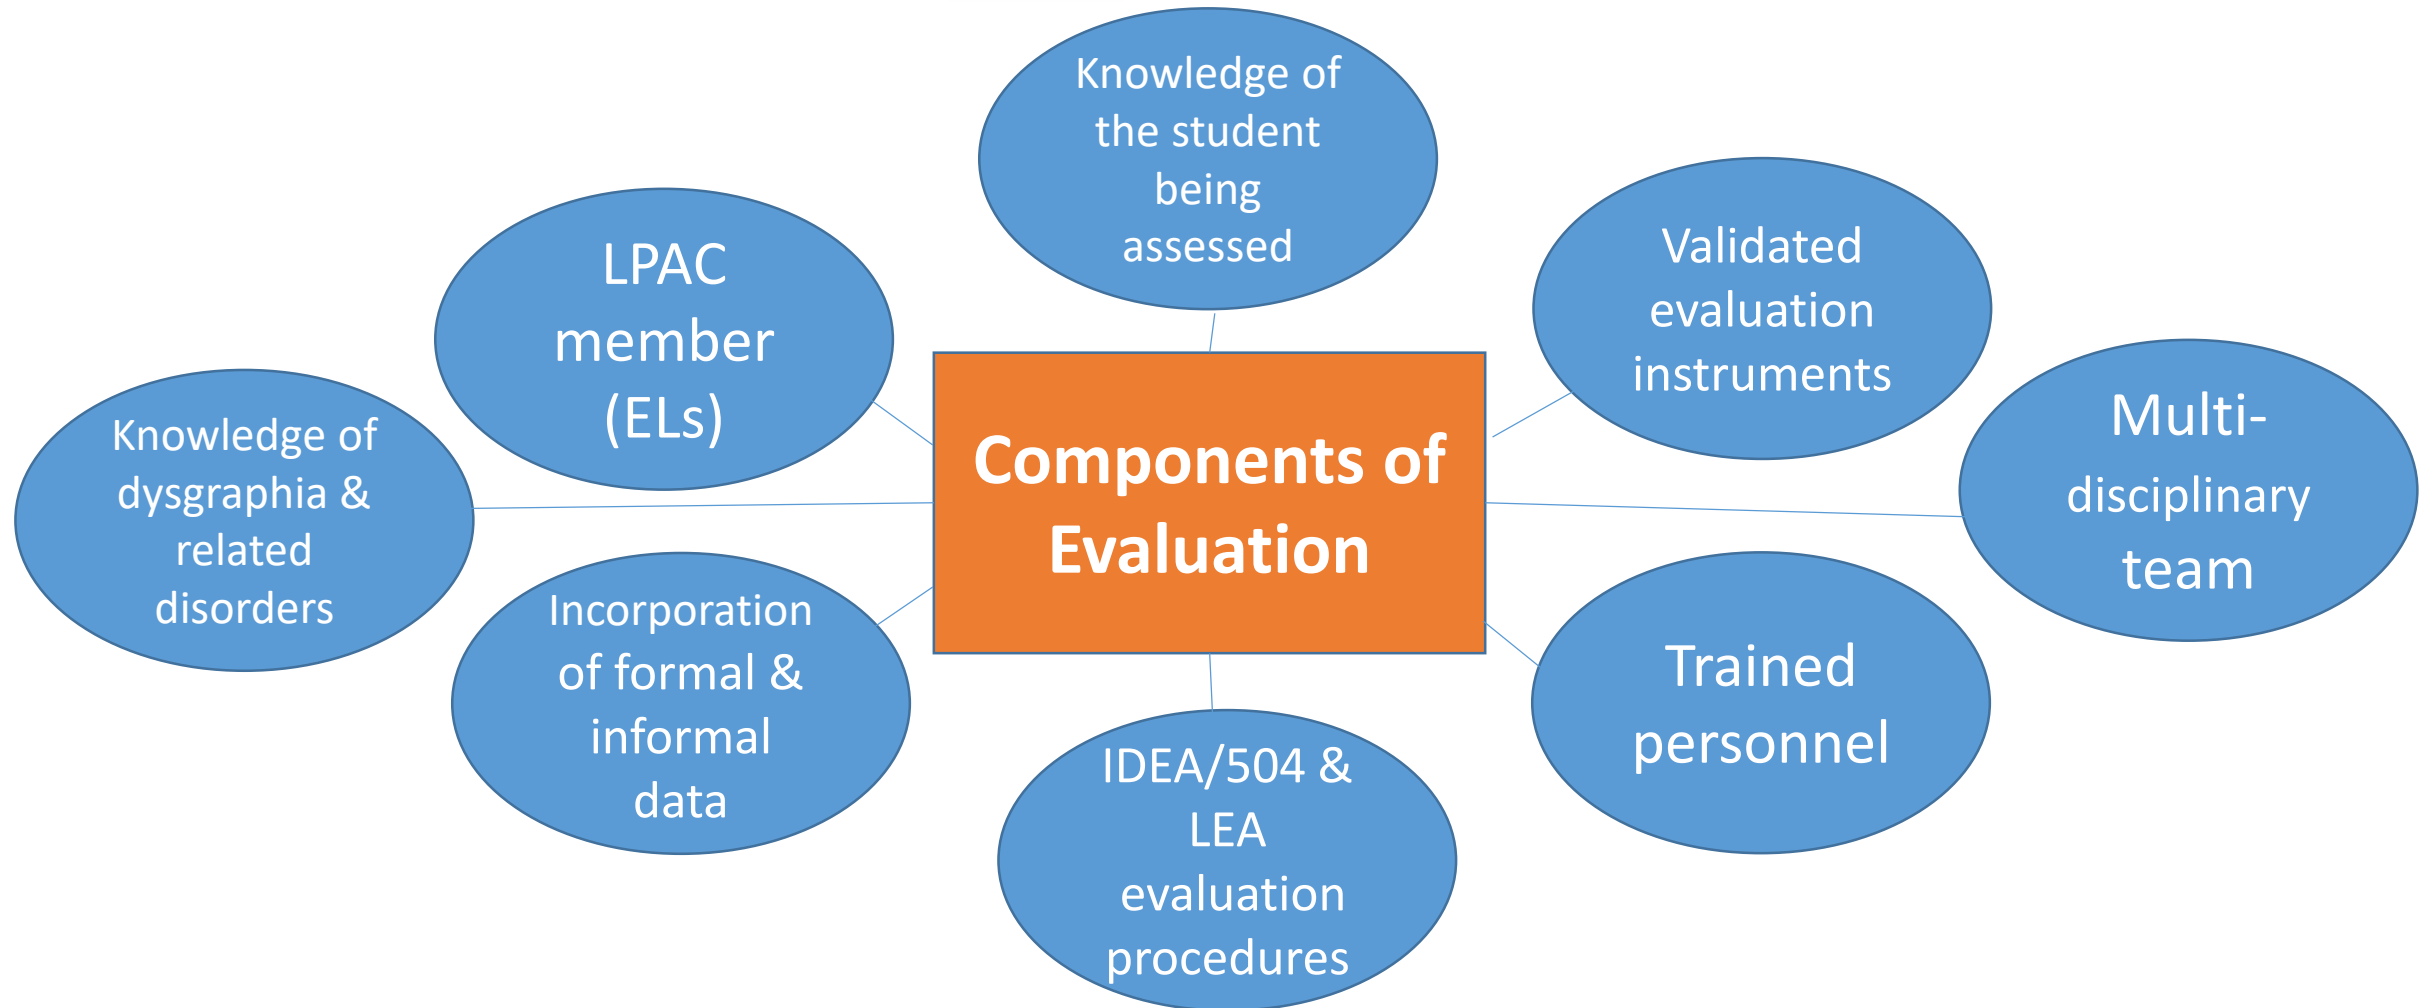 Knowledge of
the student
being
assessed
LPAC
member
(ELs)
Validated
evaluation
instruments
Knowledge of
dysgraphia &
related
disorders
Components of
Evaluation
Multi-
disciplinary
team
Incorporation
of formal &
informal
data
Trained
personnel
IDEA/504 &
LEA
evaluation
procedures